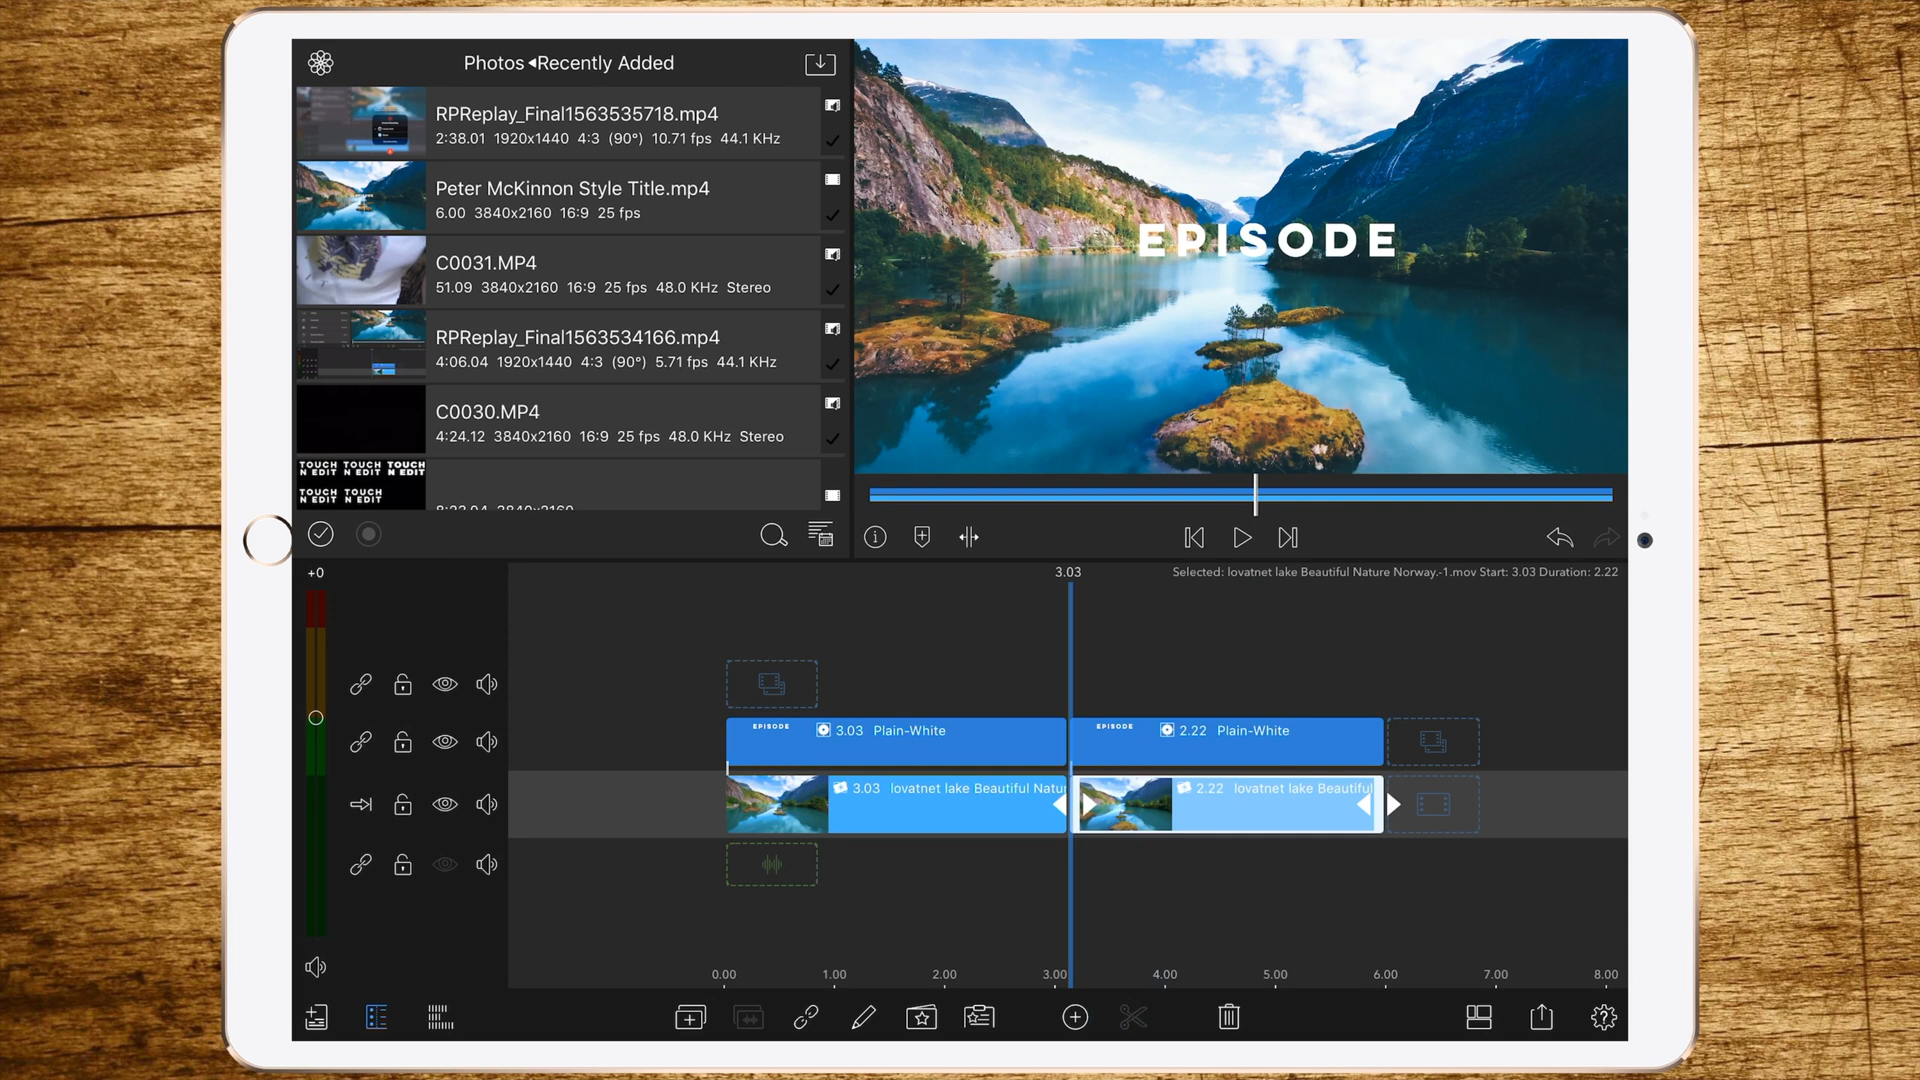 Photos ◂Recently Added
RPReplay_Final1563535718.mp4
2:38.01 1920x1440 4:3 (90°) 10.71 fps 44.1 KHz
Peter McKinnon Style Title.mp4
6.00 3840x2160 16:9 25 fps
C0031.MP4
51.09 3840x2160 16:9 25 fps 48.0 KHz Stereo
RPReplay_Final1563534166.mp4
4:06.04 1920x1440 4:3 (90°) 5.71 fps 44.1 KHz
C0030.MP4
4:24.12 3840x2160 16:9 25 fps 48.0 KHz Stereo
TOUCH TOUCH TOUCH
N EDIT N EDIT N EDIT
TOUCH TOUCH
N EDIT N EDIT
EPISODE
+0
3.03
Selected: lovatnet lake Beautiful Nature Norway.-1.mov Start: 3.03 Duration: 2.22
EPISODE 3.03 Plain-White
EPISODE 2.22 Plain-White
3.03 lovatnet lake Beautiful Natur
2.22 lovatnet lake Beautiful
0.00 1.00 2.00 3.00 4.00 5.00 6.00 7.00 8.00